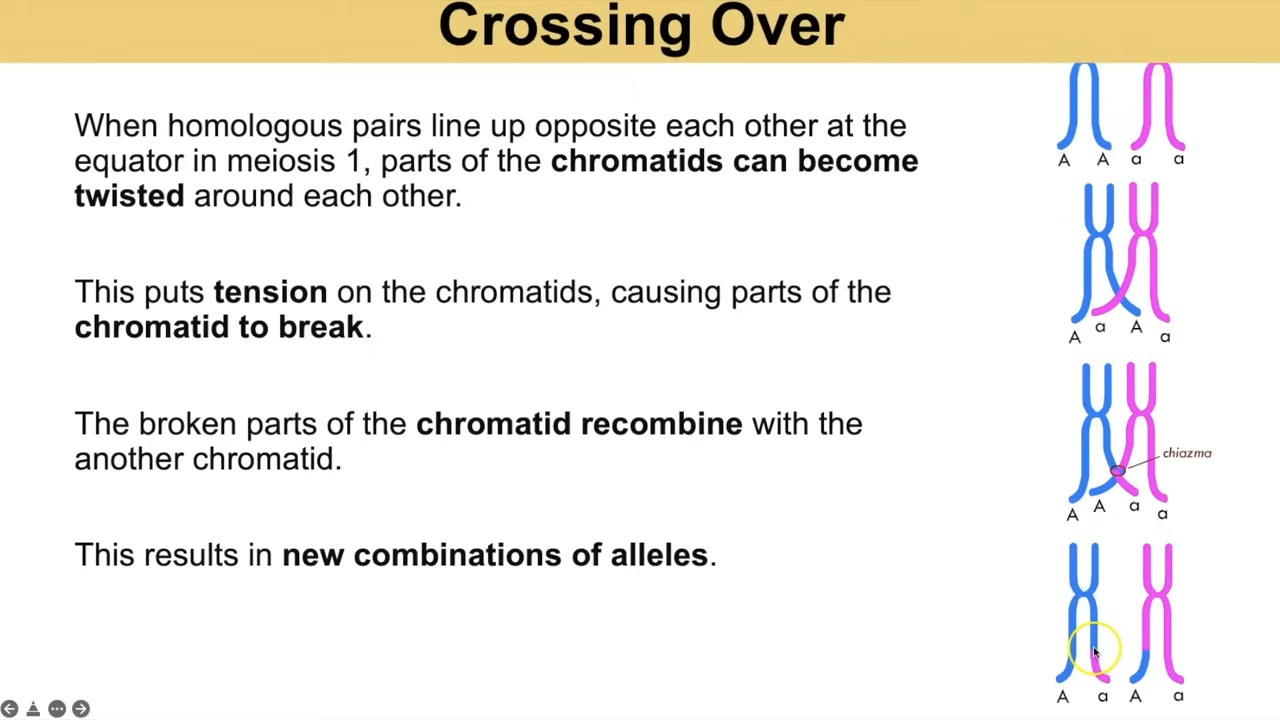 Crossing Over
When homologous pairs line up opposite each other at the
equator in meiosis 1, parts of the chromatids can become
twisted around each other.
This puts tension on the chromatids, causing parts of the
chromatid to break.
The broken parts of the chromatid recombine with the
another chromatid.
This results in new combinations of alleles.
A A a a
A a A a
chiazma
A A a a
A a A a